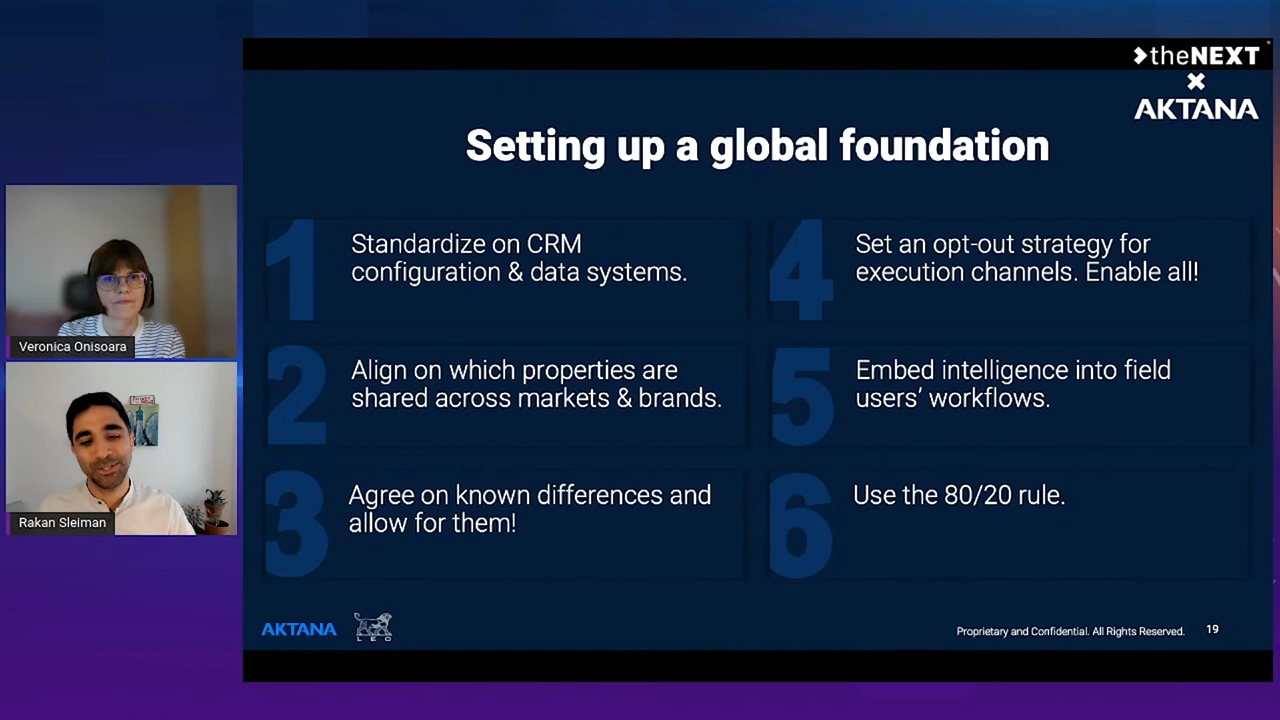 theNEXT
AKTANA
Setting up a global foundation
1
Standardize on CRM
configuration & data systems.
2
Align on which properties are
shared across markets & brands.
3
Agree on known differences and
allow for them!
4
Set an opt-out strategy for
execution channels. Enable all!
5
Embed intelligence into field
users’ workflows.
6
Use the 80/20 rule.
Veronica Onisoara
Rakan Sleiman
AKTANA
LEO
Proprietary and Confidential. All Rights Reserved.
19